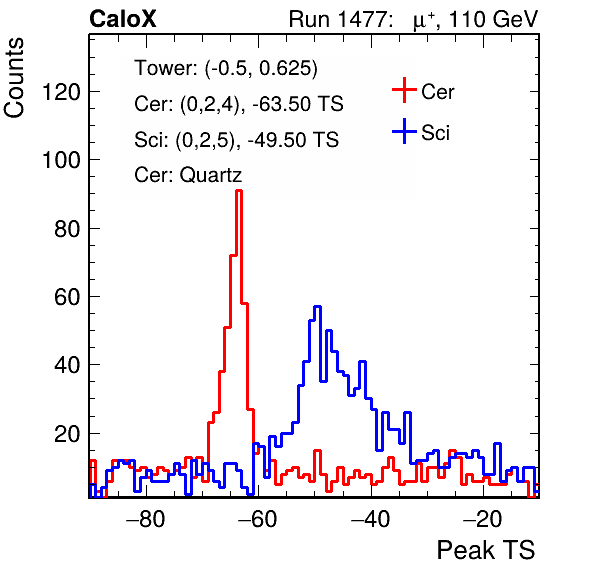 CaloX Run 1477: μ⁺, 110 GeV
Counts
Tower: (-0.5, 0.625)
Cer: (0,2,4), -63.50 TS
Sci: (0,2,5), -49.50 TS
Cer: Quartz
Cer
Sci
120
100
80
60
40
20
−80 −60 −40 −20
Peak TS